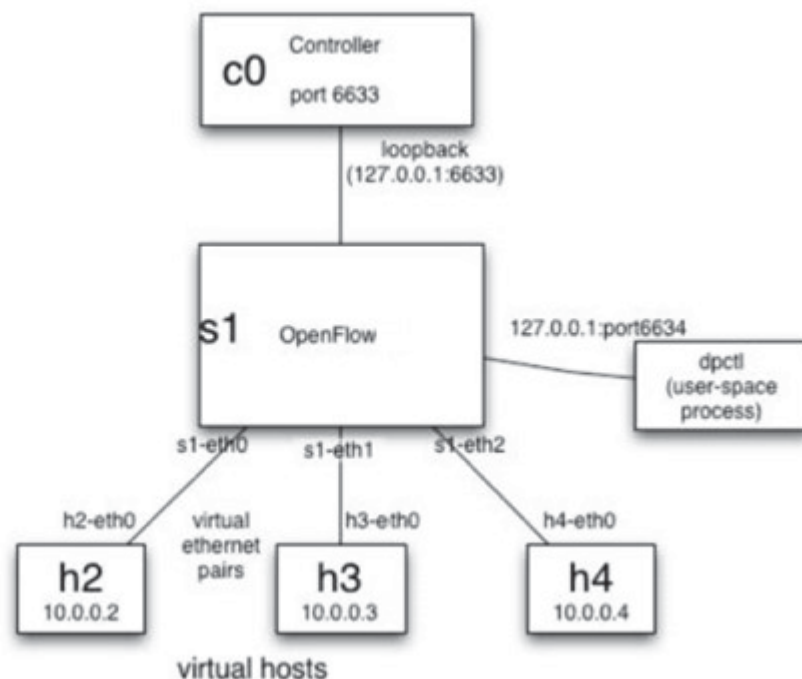 Controller
c0
port 6633
loopback
(127.0.0.1:6633)
s1
OpenFlow
127.0.0.1:port6634
dpctl
(user-space
process)
s1-eth0
s1-eth1
s1-eth2
h2-eth0
virtual
ethernet
pairs
h3-eth0
h4-eth0
h2
10.0.0.2
h3
10.0.0.3
h4
10.0.0.4
virtual hosts